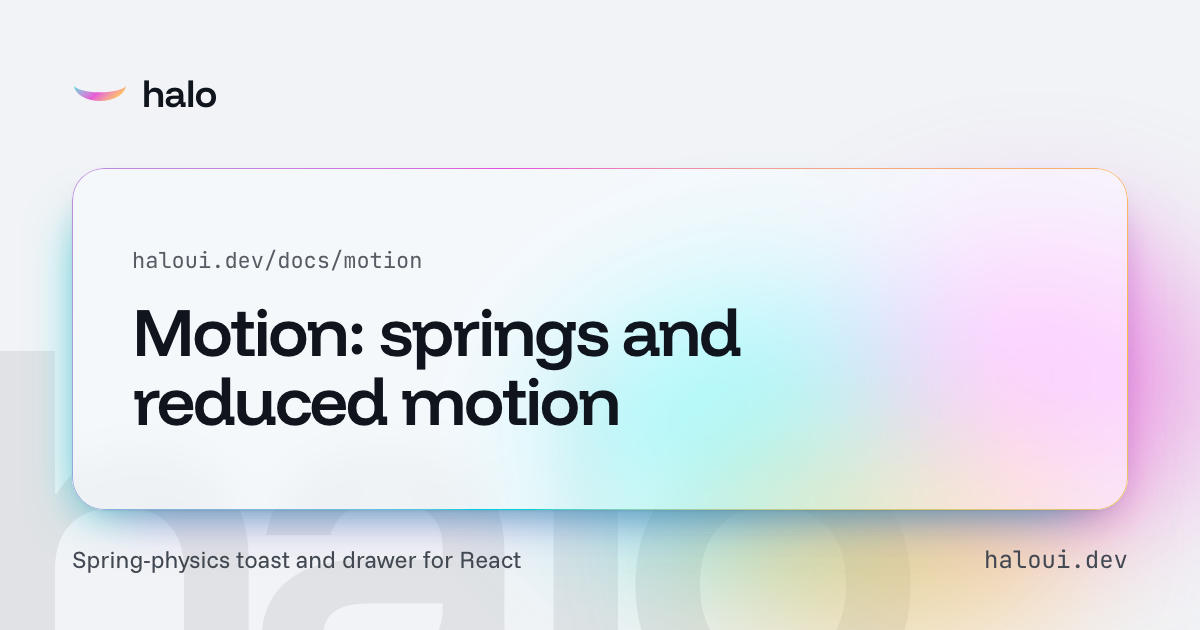 halo
haloui.dev/docs/motion
Motion: springs and
reduced motion
Spring-physics toast and drawer for React
haloui.dev
halo